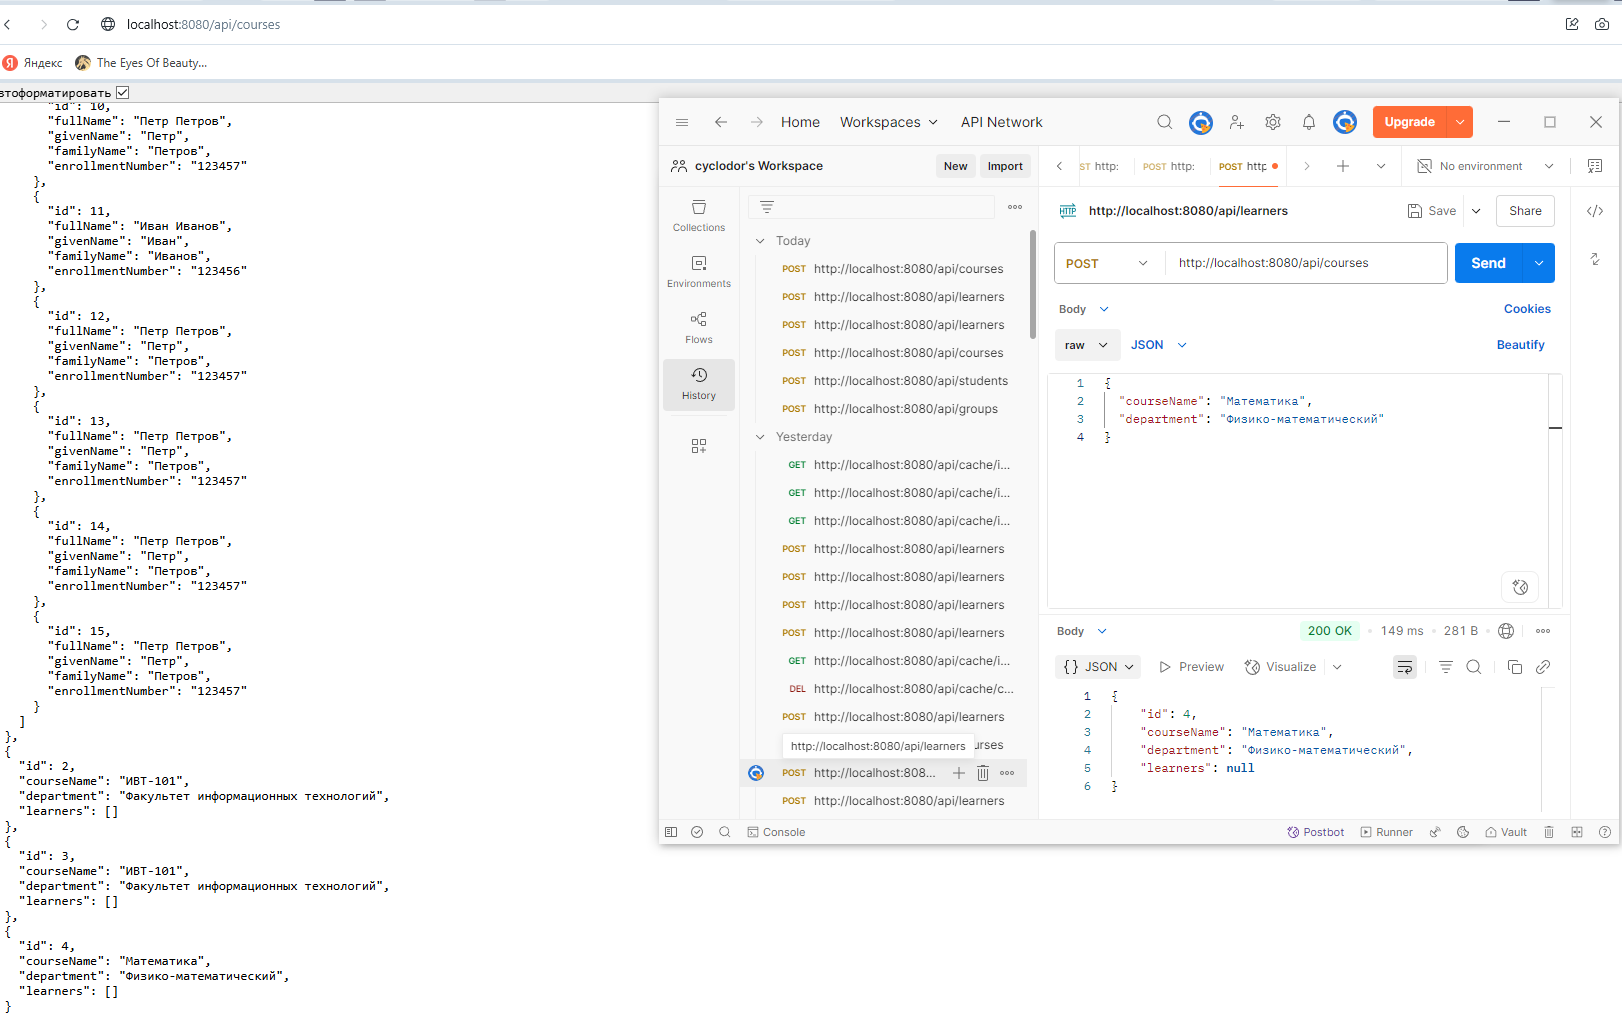 localhost:8080/api/courses
Яндекс
The Eyes Of Beauty...
втоформатировать
"id": 10,
"fullName": "Петр Петров",
"givenName": "Петр",
"familyName": "Петров",
"enrollmentNumber": "123457"
},
{
"id": 11,
"fullName": "Иван Иванов",
"givenName": "Иван",
"familyName": "Иванов",
"enrollmentNumber": "123456"
},
{
"id": 12,
"fullName": "Петр Петров",
"givenName": "Петр",
"familyName": "Петров",
"enrollmentNumber": "123457"
},
{
"id": 13,
"fullName": "Петр Петров",
"givenName": "Петр",
"familyName": "Петров",
"enrollmentNumber": "123457"
},
{
"id": 14,
"fullName": "Петр Петров",
"givenName": "Петр",
"familyName": "Петров",
"enrollmentNumber": "123457"
},
{
"id": 15,
"fullName": "Петр Петров",
"givenName": "Петр",
"familyName": "Петров",
"enrollmentNumber": "123457"
}
]
},
{
"id": 2,
"courseName": "ИВТ-101",
"department": "Факультет информационных технологий",
"learners": []
},
{
"id": 3,
"courseName": "ИВТ-101",
"department": "Факультет информационных технологий",
"learners": []
},
{
"id": 4,
"courseName": "Математика",
"department": "Физико-математический",
"learners": []
}
Home
Workspaces
API Network
Upgrade
cyclodor's Workspace
New
Import
ST http:
POST http:
POST http
No environment
Collections
Environments
Flows
History
Today
POST http://localhost:8080/api/courses
POST http://localhost:8080/api/learners
POST http://localhost:8080/api/learners
POST http://localhost:8080/api/courses
POST http://localhost:8080/api/students
POST http://localhost:8080/api/groups
Yesterday
GET http://localhost:8080/api/cache/i...
GET http://localhost:8080/api/cache/i...
GET http://localhost:8080/api/cache/i...
POST http://localhost:8080/api/learners
POST http://localhost:8080/api/learners
POST http://localhost:8080/api/learners
POST http://localhost:8080/api/learners
GET http://localhost:8080/api/cache/i...
DEL http://localhost:8080/api/cache/c...
POST http://localhost:8080/api/learners
http://localhost:8080/api/learners
urses
POST http://localhost:808...
POST http://localhost:8080/api/learners
HTTP
http://localhost:8080/api/learners
Save
Share
</>
POST
http://localhost:8080/api/courses
Send
Body
Cookies
raw
JSON
Beautify
1 {
2 "courseName": "Математика",
3 "department": "Физико-математический"
4 }
Body
200 OK
149 ms
281 B
{} JSON
Preview
Visualize
1 {
2 "id": 4,
3 "courseName": "Математика",
4 "department": "Физико-математический",
5 "learners": null
6 }
Console
Postbot
Runner
Vault